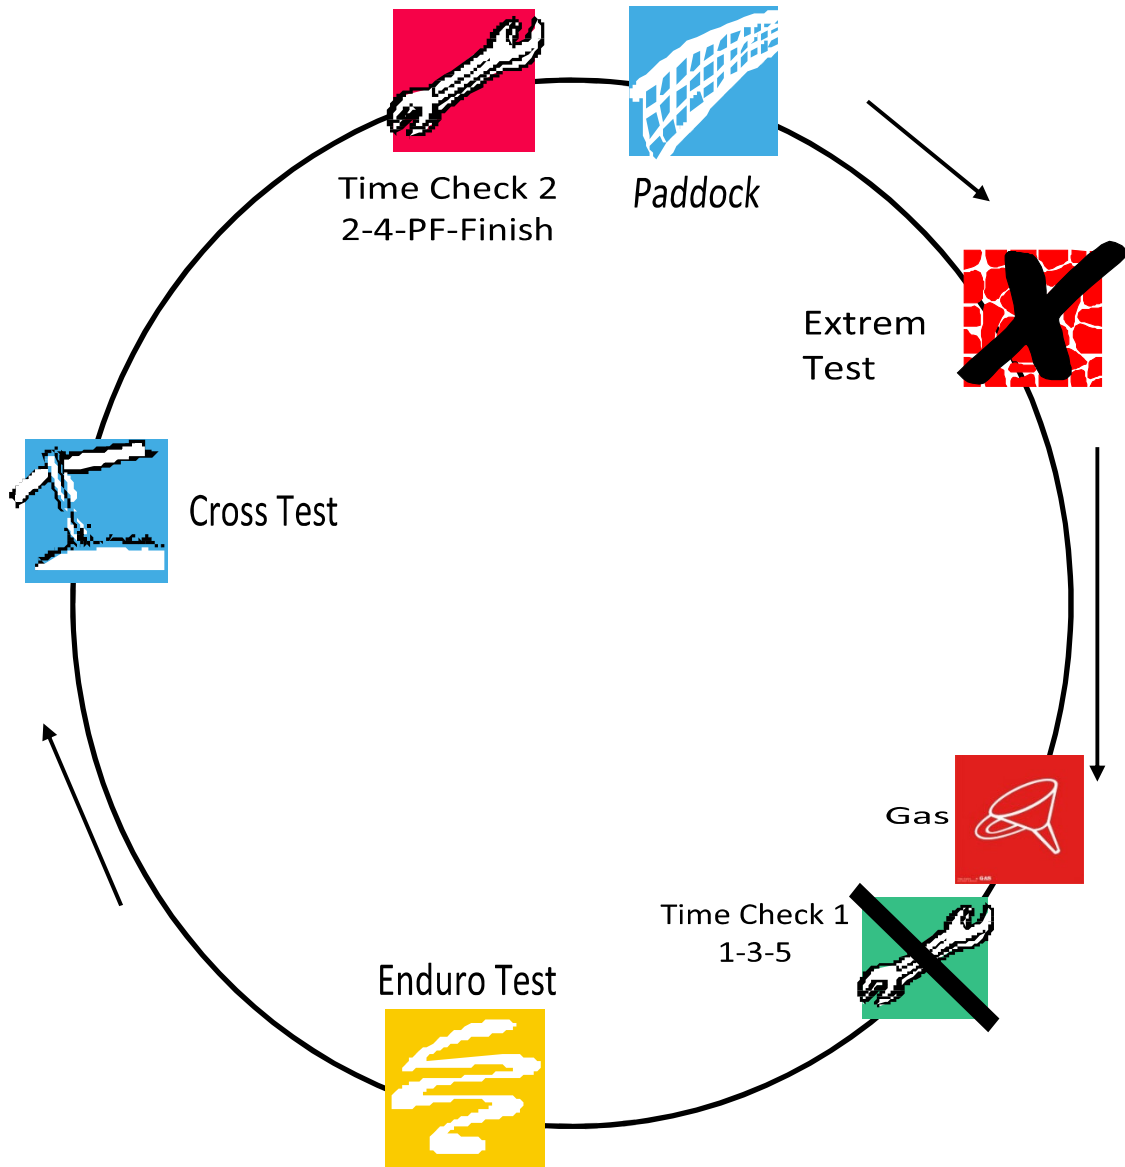 Time Check 2
2-4-PF-Finish
Paddock
Extrem
Test
Cross Test
Gas
Time Check 1
1-3-5
Enduro Test